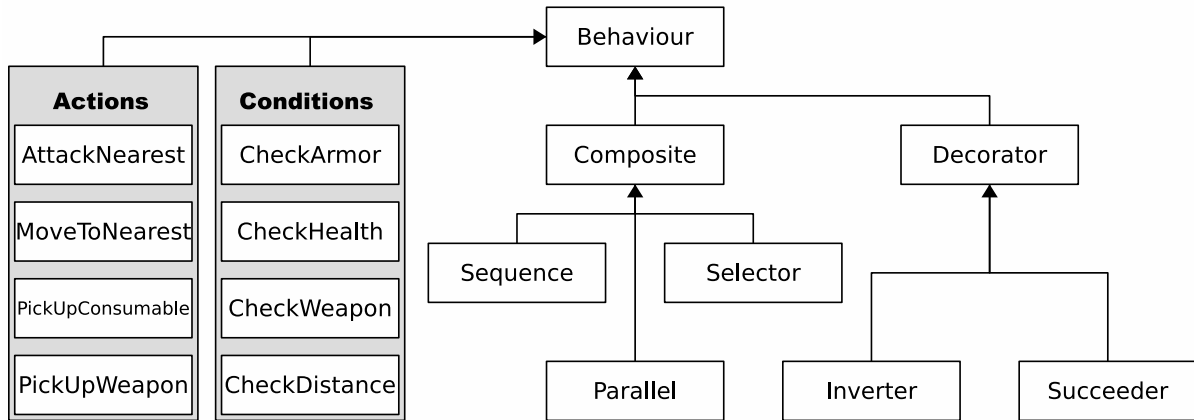 Behaviour
Actions
AttackNearest
MoveToNearest
PickUpConsumable
PickUpWeapon
Conditions
CheckArmor
CheckHealth
CheckWeapon
CheckDistance
Composite
Decorator
Sequence
Selector
Parallel
Inverter
Succeeder